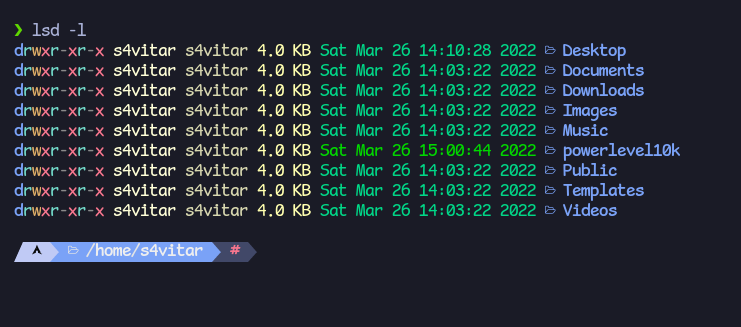 ❯ lsd -l
drwxr-xr-x s4vitar s4vitar 4.0 KB Sat Mar 26 14:10:28 2022 Desktop
drwxr-xr-x s4vitar s4vitar 4.0 KB Sat Mar 26 14:03:22 2022 Documents
drwxr-xr-x s4vitar s4vitar 4.0 KB Sat Mar 26 14:03:22 2022 Downloads
drwxr-xr-x s4vitar s4vitar 4.0 KB Sat Mar 26 14:03:22 2022 Images
drwxr-xr-x s4vitar s4vitar 4.0 KB Sat Mar 26 14:03:22 2022 Music
drwxr-xr-x s4vitar s4vitar 4.0 KB Sat Mar 26 15:00:44 2022 powerlevel10k
drwxr-xr-x s4vitar s4vitar 4.0 KB Sat Mar 26 14:03:22 2022 Public
drwxr-xr-x s4vitar s4vitar 4.0 KB Sat Mar 26 14:03:22 2022 Templates
drwxr-xr-x s4vitar s4vitar 4.0 KB Sat Mar 26 14:03:22 2022 Videos
/home/s4vitar #